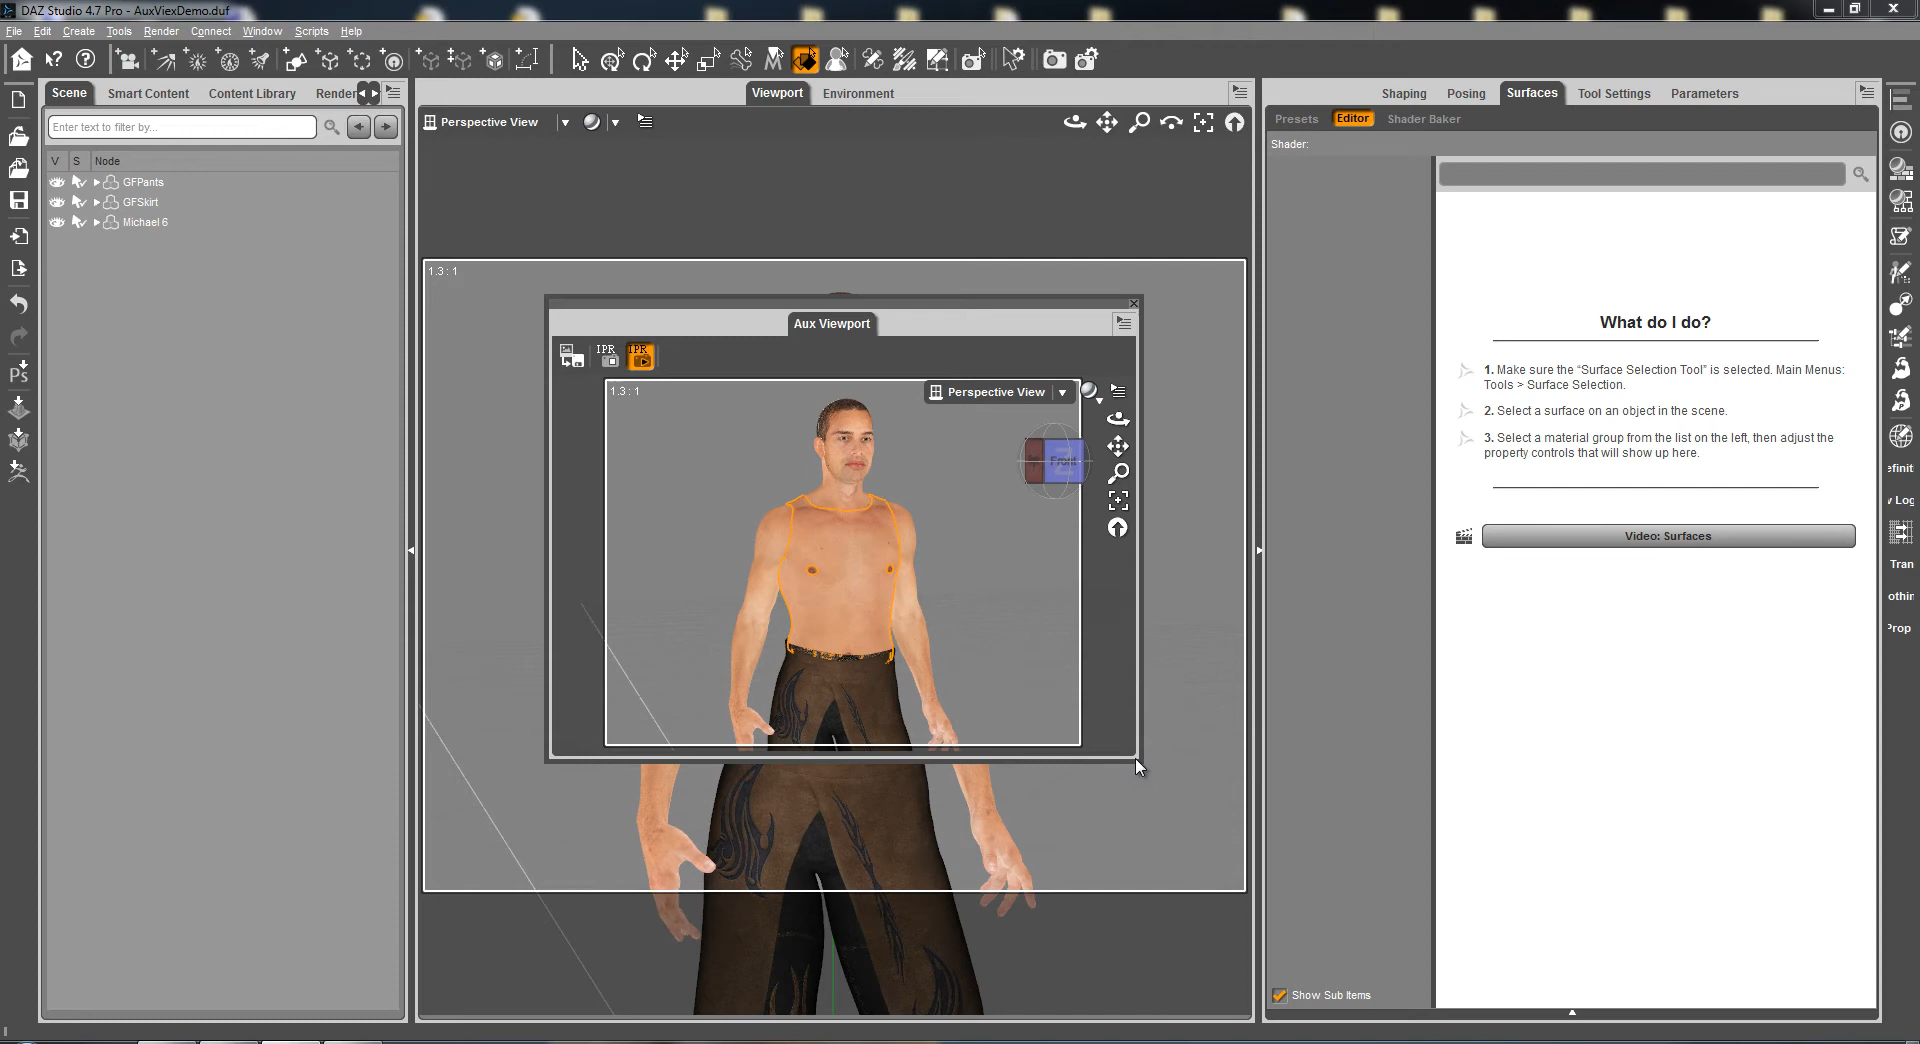 DAZ Studio 4.7 Pro - AuxViexDemo.duf
File Edit Create Tools Render Connect Window Scripts Help
Scene Smart Content Content Library Render
Enter text to filter by...
V S Node
GFPants
GFSkirt
Michael 6
Ps
Viewport Environment
Perspective View
1.3 : 1
Aux Viewport
IPR IPR
1.3 : 1
Perspective View
Front
Shaping Posing Surfaces Tool Settings Parameters
Presets Editor Shader Baker
Shader:
What do I do?
1. Make sure the “Surface Selection Tool” is selected. Main Menus:
Tools > Surface Selection.
2. Select a surface on an object in the scene.
3. Select a material group from the list on the left, then adjust the
property controls that will show up here.
Video: Surfaces
Show Sub Items
efinit
v Log
Tran
othin
Prop